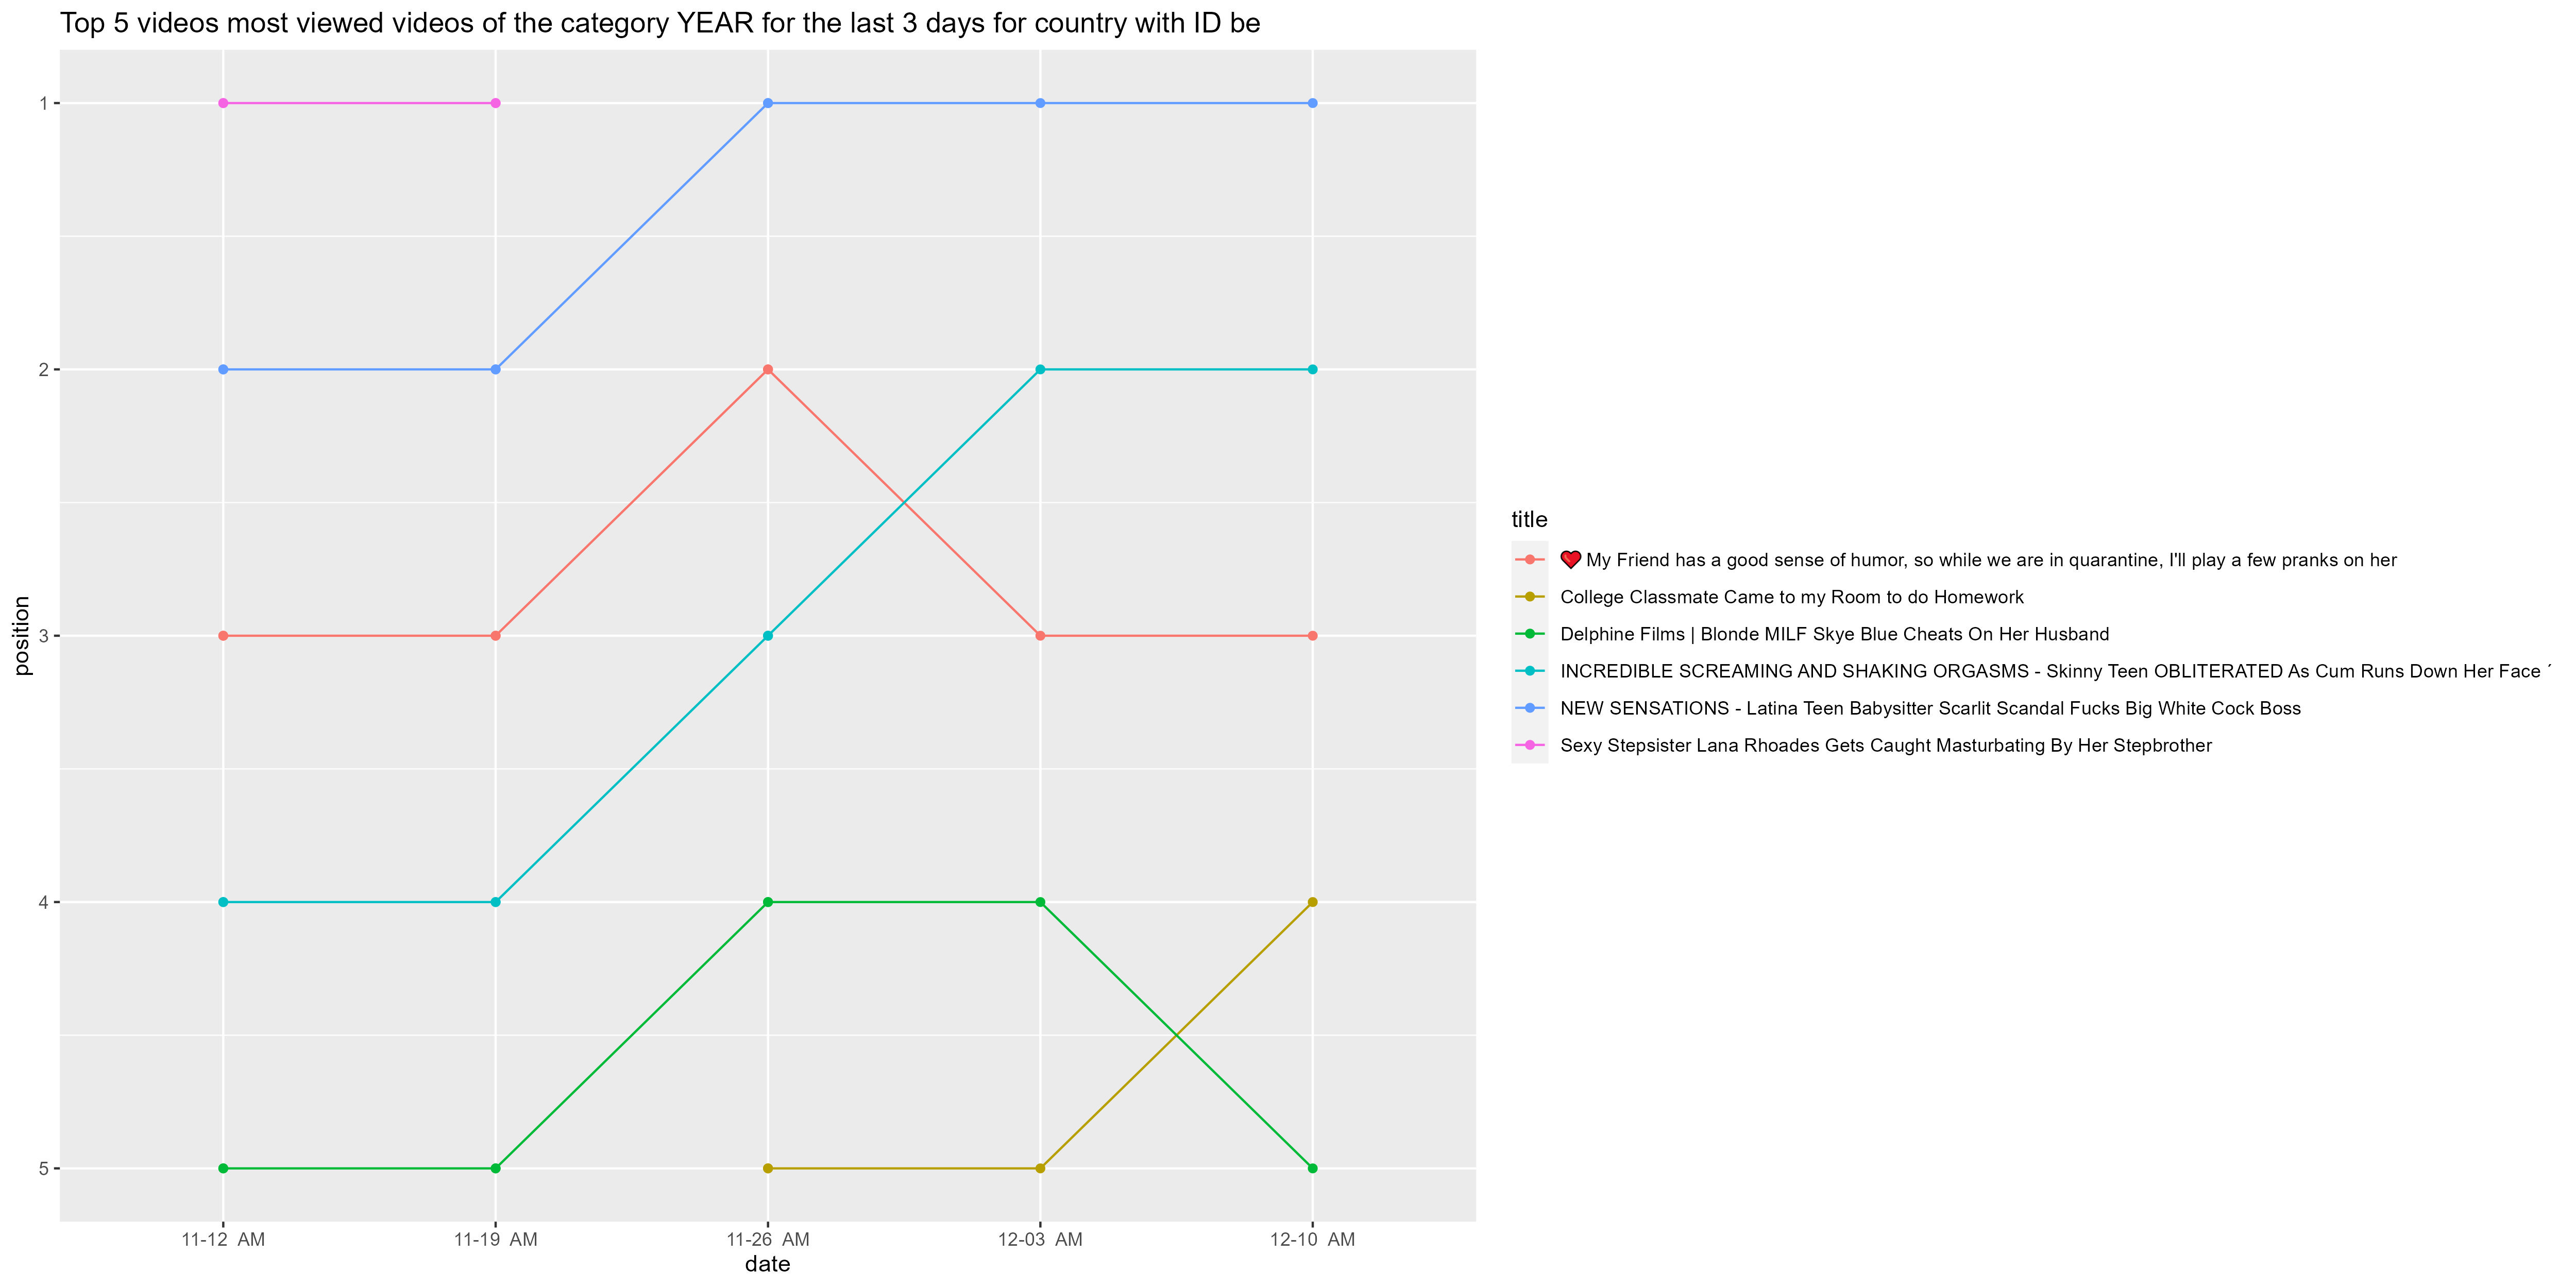 Top 5 videos most viewed videos of the category YEAR for the last 3 days for country with ID be
1
2
3
4
5
position
11-12 AM
11-19 AM
11-26 AM
12-03 AM
12-10 AM
date
title
❤️ My Friend has a good sense of humor, so while we are in quarantine, I'll play a few pranks on her
College Classmate Came to my Room to do Homework
Delphine Films | Blonde MILF Skye Blue Cheats On Her Husband
INCREDIBLE SCREAMING AND SHAKING ORGASMS - Skinny Teen OBLITERATED As Cum Runs Down Her Face ´
NEW SENSATIONS - Latina Teen Babysitter Scarlit Scandal Fucks Big White Cock Boss
Sexy Stepsister Lana Rhoades Gets Caught Masturbating By Her Stepbrother